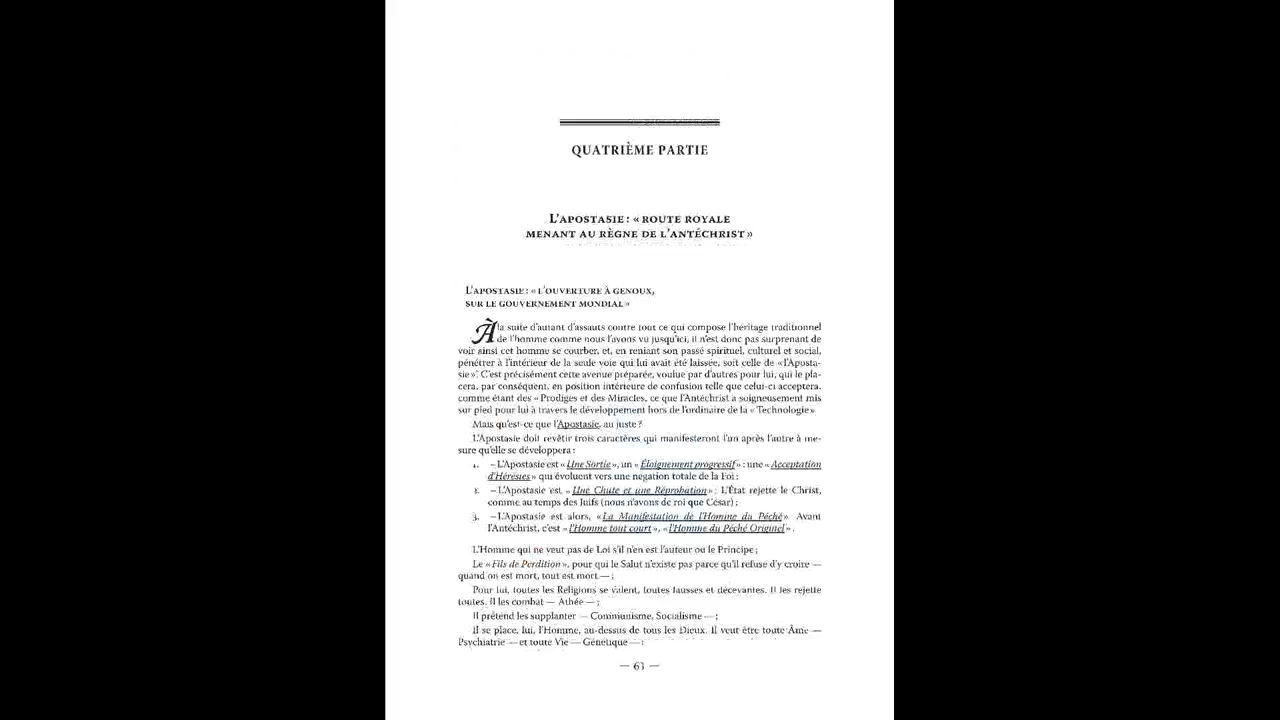 QUATRIÈME PARTIE
L'APOSTASIE : « ROUTE ROYALE
MENANT AU RÈGNE DE L'ANTÉCHRIST »
L'APOSTASIE : « L'OUVERTURE À GENOUX,
SUR LE GOUVERNEMENT MONDIAL »
À la suite d'autant d'assauts contre tout ce qui compose l'héritage traditionnel
de l'homme comme nous l'avons vu jusqu'ici, il n'est donc pas surprenant de
voir ainsi cet homme se courber, et, en reniant son passé spirituel, culturel et social,
pénétrer à l'intérieur de la seule voie qui lui avait été laissée, soit celle de « l'Aposta-
sie ». C'est précisément cette avenue préparée, voulue par d'autres pour lui, qui le pla-
cera, par conséquent, en position intérieure de confusion telle que celui-ci acceptera,
comme étant des « Prodiges et des Miracles, ce que l'Antéchrist a soigneusement mis
sur pied pour lui à travers le développement hors de l'ordinaire de la « Technologie »
Mais qu'est-ce que l'Apostasie, au juste ?
L'Apostasie doit revêtir trois caractères qui manifesteront l'un après l'autre à me-
sure qu'elle se développera :
1. – L'Apostasie est « Une Sortie », un « Éloignement progressif » : une « Acceptation
d'Hérésies » qui évoluent vers une négation totale de la Foi ;
2. – L'Apostasie est « Une Chute et une Réprobation » ; L'État rejette le Christ,
comme au temps des Juifs (nous n'avons de roi que César) ;
3. – L'Apostasie est alors, « La Manifestation de l'Homme du Péché » Avant
l'Antéchrist, c'est « l'Homme tout court », « l'Homme du Péché Originel » .
L'Homme qui ne veut pas de Loi s'il n'en est l'auteur ou le Principe ;
Le « Fils de Perdition », pour qui le Salut n'existe pas parce qu'il refuse d'y croire —
quand on est mort, tout est mort — ;
Pour lui, toutes les Religions se valent, toutes fausses et décevantes. Il les rejette
toutes. Il les combat — Athée — ;
Il prétend les supplanter — Communisme, Socialisme — ;
Il se place, lui, l'Homme, au-dessus de tous les Dieux. Il veut être toute Âme —
Psychiatrie — et toute Vie — Génétique — :
— 61 —